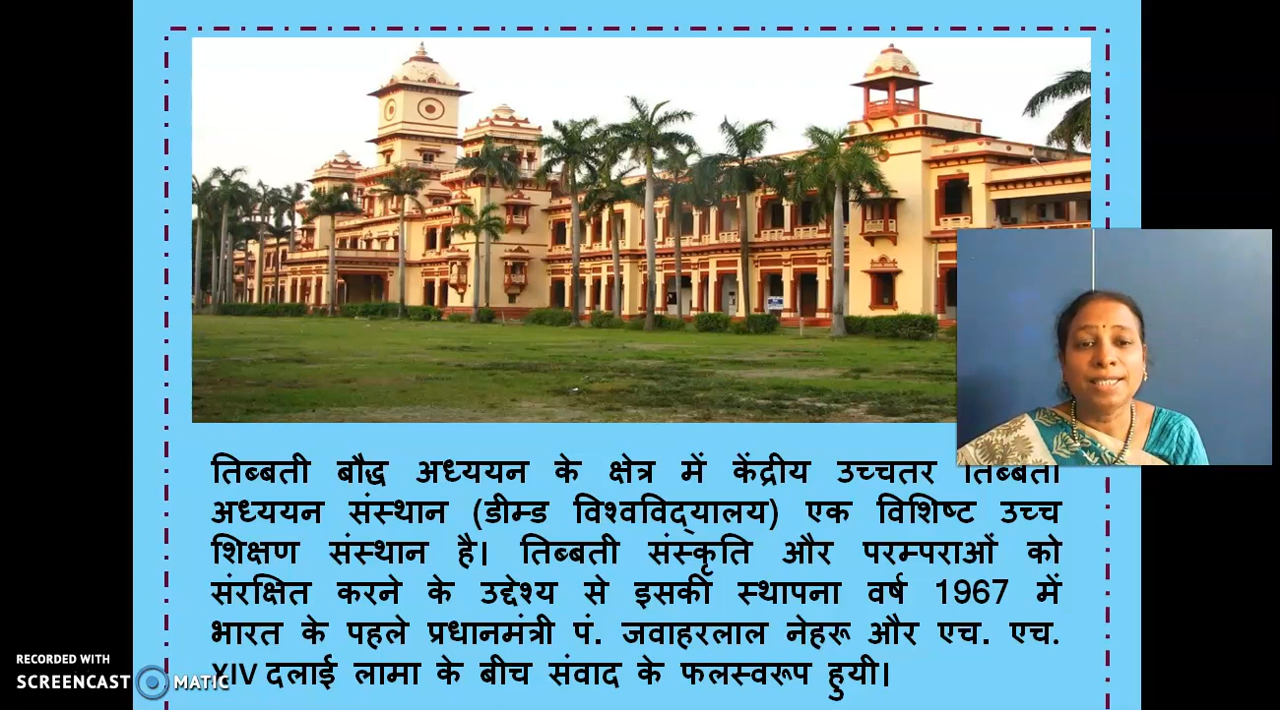 तिब्बती बौद्ध अध्ययन के क्षेत्र में केंद्रीय उच्चतर तिब्बती
अध्ययन संस्थान (डीम्ड विश्वविद्यालय) एक विशिष्ट उच्च
शिक्षण संस्थान है। तिब्बती संस्कृति और परम्पराओं को
संरक्षित करने के उद्देश्य से इसकी स्थापना वर्ष 1967 में
भारत के पहले प्रधानमंत्री पं. जवाहरलाल नेहरू और एच. एच.
XIV दलाई लामा के बीच संवाद के फलस्वरूप हुयी।
RECORDED WITH
SCREENCAST MATIC